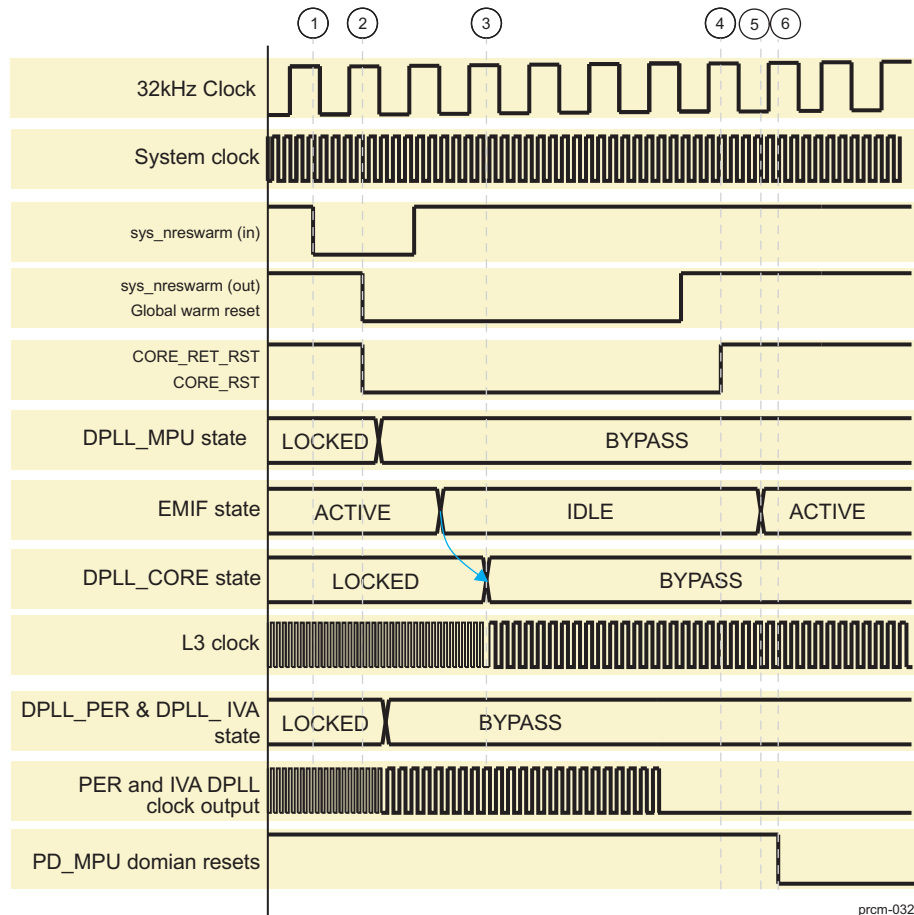 1 2 3 4 5 6
32kHz Clock
System clock
sys_nreswarm (in)
sys_nreswarm (out)
Global warm reset
CORE_RET_RST
CORE_RST
DPLL_MPU state
LOCKED BYPASS
EMIF state
ACTIVE IDLE ACTIVE
DPLL_CORE state
LOCKED BYPASS
L3 clock
DPLL_PER & DPLL_ IVA
state
LOCKED BYPASS
PER and IVA DPLL
clock output
PD_MPU domian resets
prcm-032